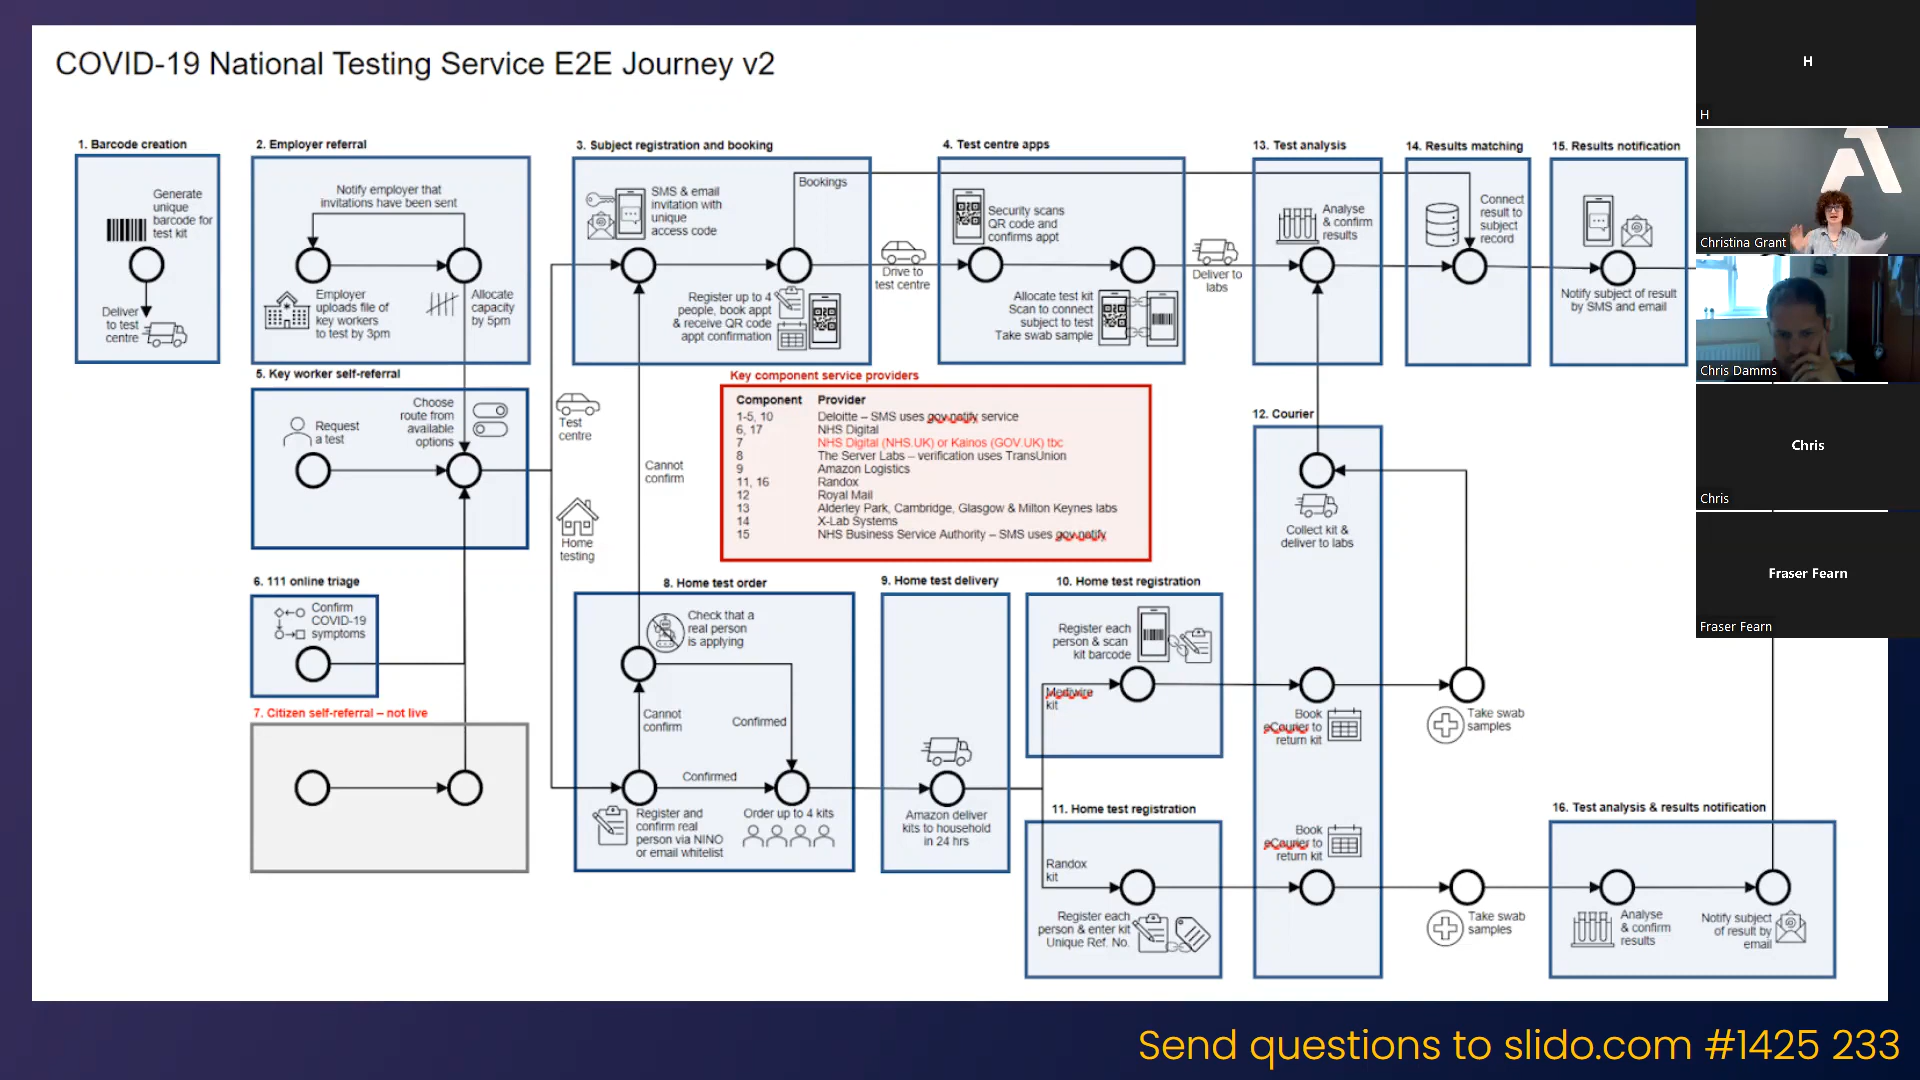 COVID-19 National Testing Service E2E Journey v2
1. Barcode creation
Generate
unique
barcode for
test kit
Deliver
to test
centre
2. Employer referral
Notify employer that
invitations have been sent
Employer
uploads file of
key workers
to test by 3pm
Allocate
capacity
by 5pm
3. Subject registration and booking
SMS & email
invitation with
unique
access code
Bookings
Register up to 4
people, book appt
& receive QR code
appt confirmation
Drive to
test centre
4. Test centre apps
Security scans
QR code and
confirms appt
Allocate test kit
Scan to connect
subject to test
Take swab sample
Deliver to
labs
13. Test analysis
Analyse
& confirm
results
14. Results matching
Connect
result to
subject
record
15. Results notification
Notify subject of result
by SMS and email
5. Key worker self-referral
Request
a test
Choose
route from
available
options
Test
centre
Home
testing
Cannot
confirm
Key component service providers
Component Provider
1-5, 10 Deloitte – SMS uses gov.notify service
6, 17 NHS Digital
7 NHS Digital (NHS.UK) or Kainos (GOV.UK) tbc
8 The Server Labs – verification uses TransUnion
9 Amazon Logistics
11, 16 Randox
12 Royal Mail
13 Alderley Park, Cambridge, Glasgow & Milton Keynes labs
14 X-Lab Systems
15 NHS Business Service Authority – SMS uses gov.notify
12. Courier
Collect kit &
deliver to labs
6. 111 online triage
Confirm
COVID-19
symptoms
7. Citizen self-referral – not live
8. Home test order
Check that a
real person
is applying
Cannot
confirm
Confirmed
Confirmed
Register and
confirm real
person via NINO
or email whitelist
Order up to 4 kits
9. Home test delivery
Amazon deliver
kits to household
in 24 hrs
10. Home test registration
Register each
person & scan
kit barcode
Mediwire
kit
Book
eCourier to
return kit
Take swab
samples
11. Home test registration
Randox
kit
Register each
person & enter kit
Unique Ref. No.
Book
eCourier to
return kit
Take swab
samples
16. Test analysis & results notification
Analyse
& confirm
results
Notify subject
of result by
email
H
H
Christina Grant
Chris Damms
Chris
Chris
Fraser Fearn
Fraser Fearn
Send questions to slido.com #1425 233